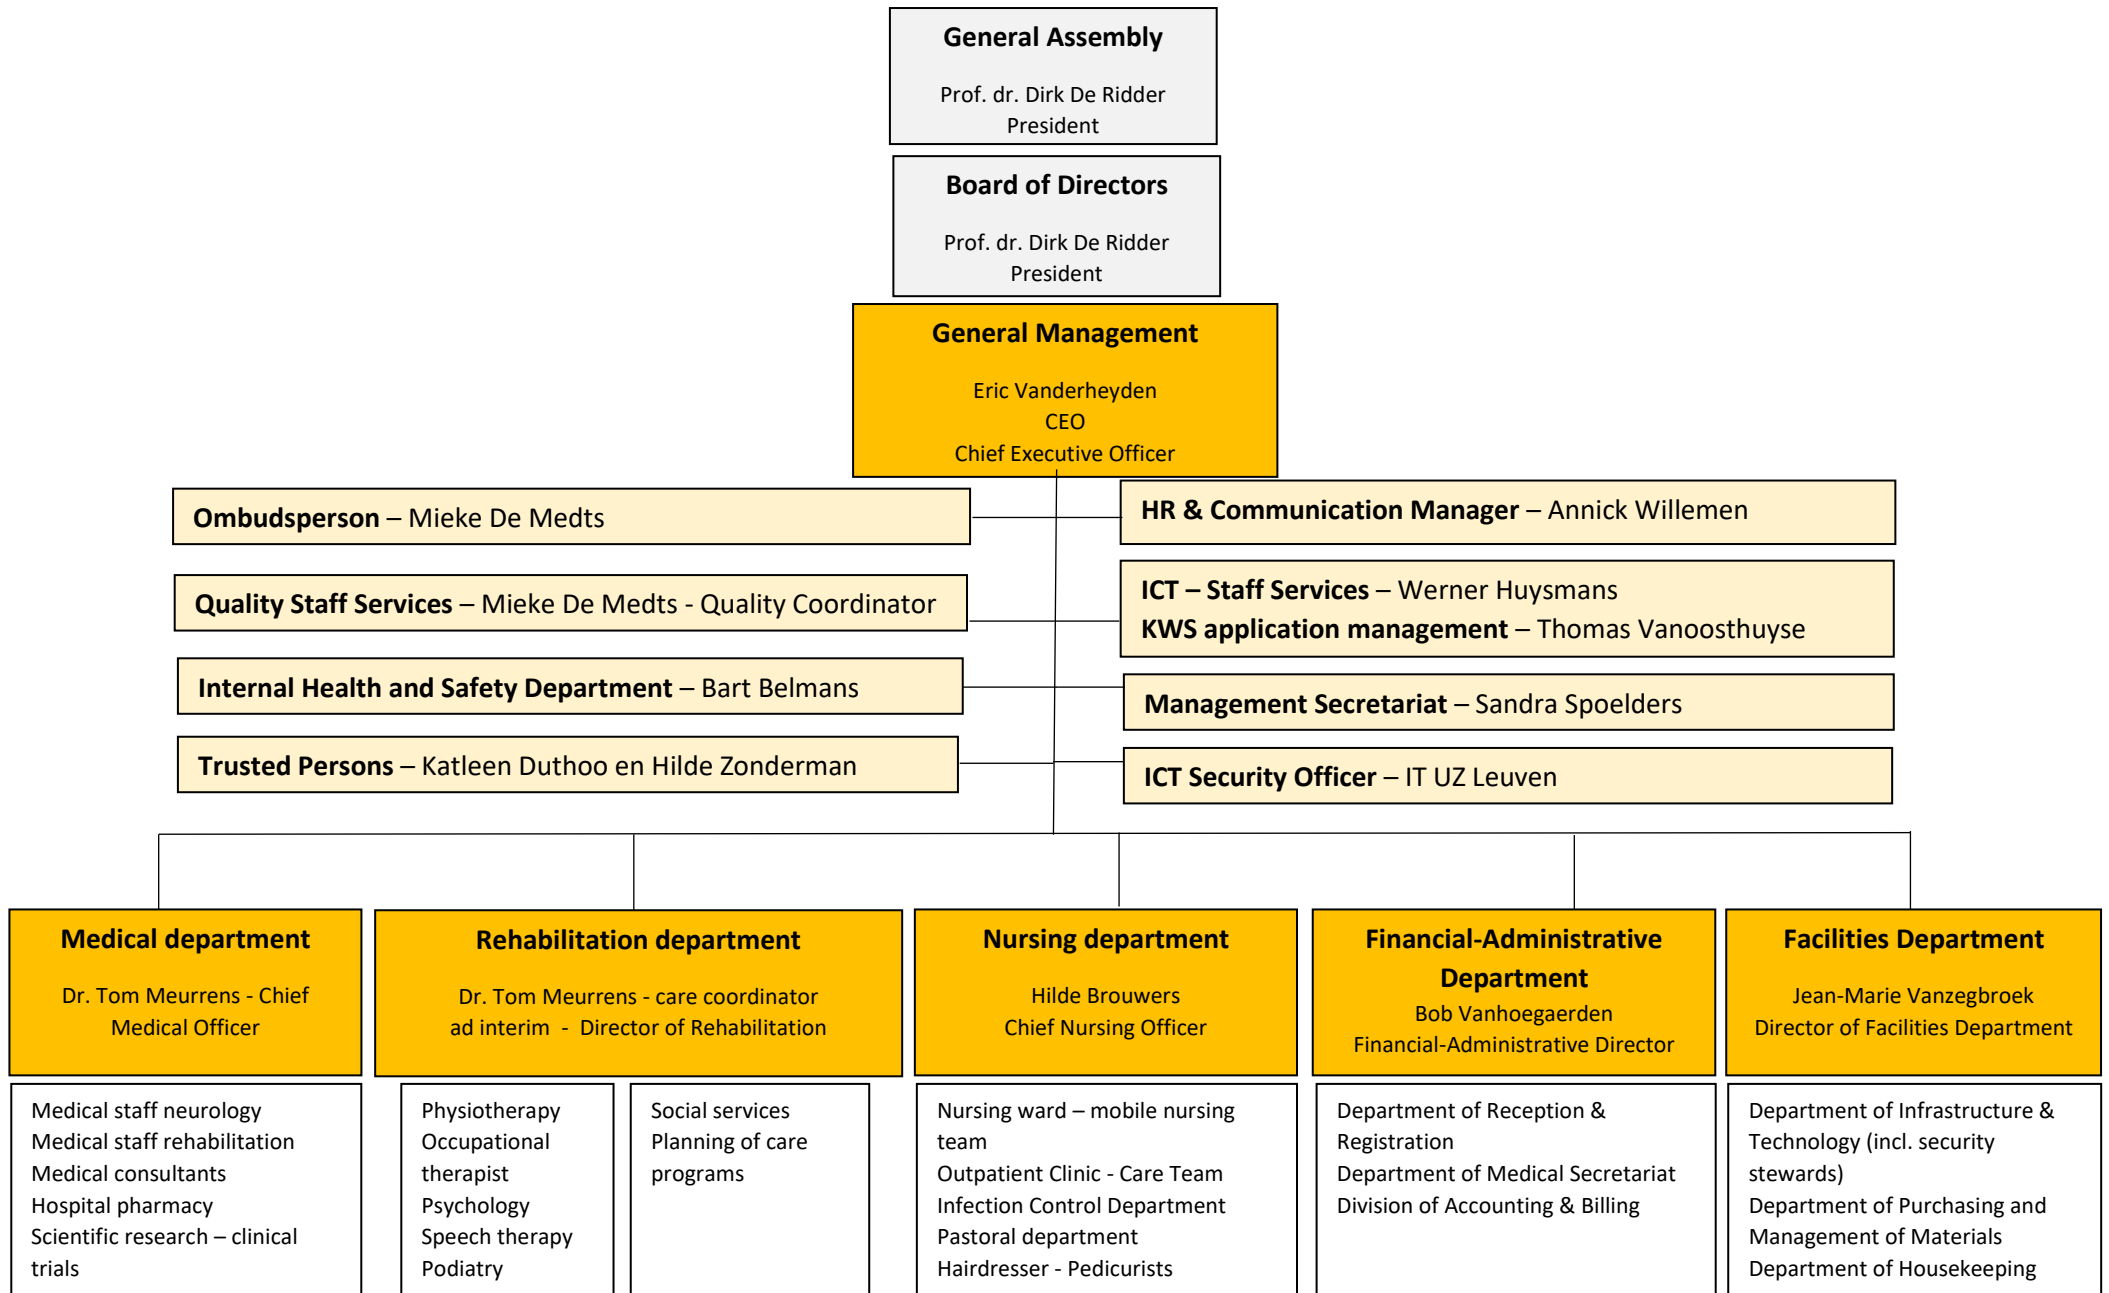 General Assembly
Prof. dr. Dirk De Ridder
President
Board of Directors
Prof. dr. Dirk De Ridder
President
General Management
Eric Vanderheyden
CEO
Chief Executive Officer
Ombudsperson – Mieke De Medts
HR & Communication Manager – Annick Willemen
Quality Staff Services – Mieke De Medts - Quality Coordinator
ICT – Staff Services – Werner Huysmans
KWS application management – Thomas Vanoosthuyse
Internal Health and Safety Department – Bart Belmans
Management Secretariat – Sandra Spoelders
Trusted Persons – Katleen Duthoo en Hilde Zonderman
ICT Security Officer – IT UZ Leuven
Medical department
Dr. Tom Meurrens - Chief
Medical Officer
Medical staff neurology
Medical staff rehabilitation
Medical consultants
Hospital pharmacy
Scientific research – clinical
trials
Rehabilitation department
Dr. Tom Meurrens - care coordinator
ad interim  -  Director of Rehabilitation
Physiotherapy
Occupational
therapist
Psychology
Speech therapy
Podiatry
Social services
Planning of care
programs
Nursing department
Hilde Brouwers
Chief Nursing Officer
Nursing ward – mobile nursing
team
Outpatient Clinic - Care Team
Infection Control Department
Pastoral department
Hairdresser - Pedicurists
Financial-Administrative
Department
Bob Vanhoegaerden
Financial-Administrative Director
Department of Reception &
Registration
Department of Medical Secretariat
Division of Accounting & Billing
Facilities Department
Jean-Marie Vanzegbroek
Director of Facilities Department
Department of Infrastructure &
Technology (incl. security
stewards)
Department of Purchasing and
Management of Materials
Department of Housekeeping